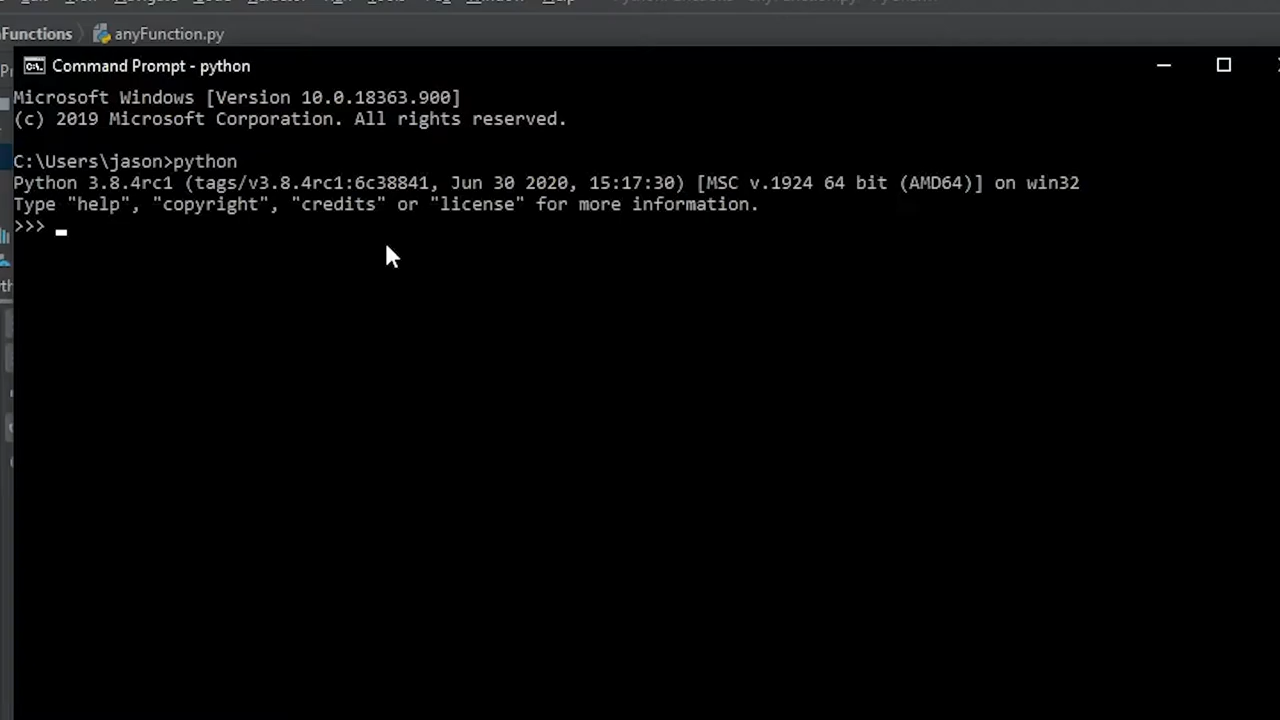 Functions
anyFunction.py
Command Prompt - python
Microsoft Windows [Version 10.0.18363.900]
(c) 2019 Microsoft Corporation. All rights reserved.
C:\Users\jason>python
Python 3.8.4rc1 (tags/v3.8.4rc1:6c38841, Jun 30 2020, 15:17:30) [MSC v.1924 64 bit (AMD64)] on win32
Type "help", "copyright", "credits" or "license" for more information.
>>>